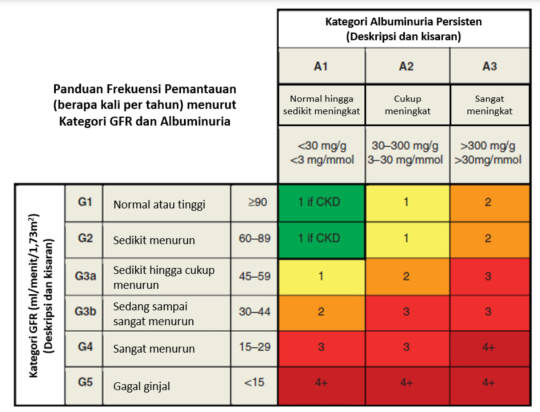 Kategori Albuminuria Persisten
(Deskripsi dan kisaran)
A1
A2
A3
Panduan Frekuensi Pemantauan
(berapa kali per tahun) menurut
Kategori GFR dan Albuminuria
Normal hingga
sedikit meningkat
Cukup
meningkat
Sangat
meningkat
<30 mg/g
<3 mg/mmol
30–300 mg/g
3–30 mg/mmol
>300 mg/g
>30mg/mmol
Kategori GFR (ml/menit/1,73m²)
(Deskripsi dan kisaran)
G1
Normal atau tinggi
≥90
1 if CKD
1
2
G2
Sedikit menurun
60–89
1 if CKD
1
2
G3a
Sedikit hingga cukup
menurun
45–59
1
2
3
G3b
Sedang sampai
sangat menurun
30–44
2
3
3
G4
Sangat menurun
15–29
3
3
4+
G5
Gagal ginjal
<15
4+
4+
4+